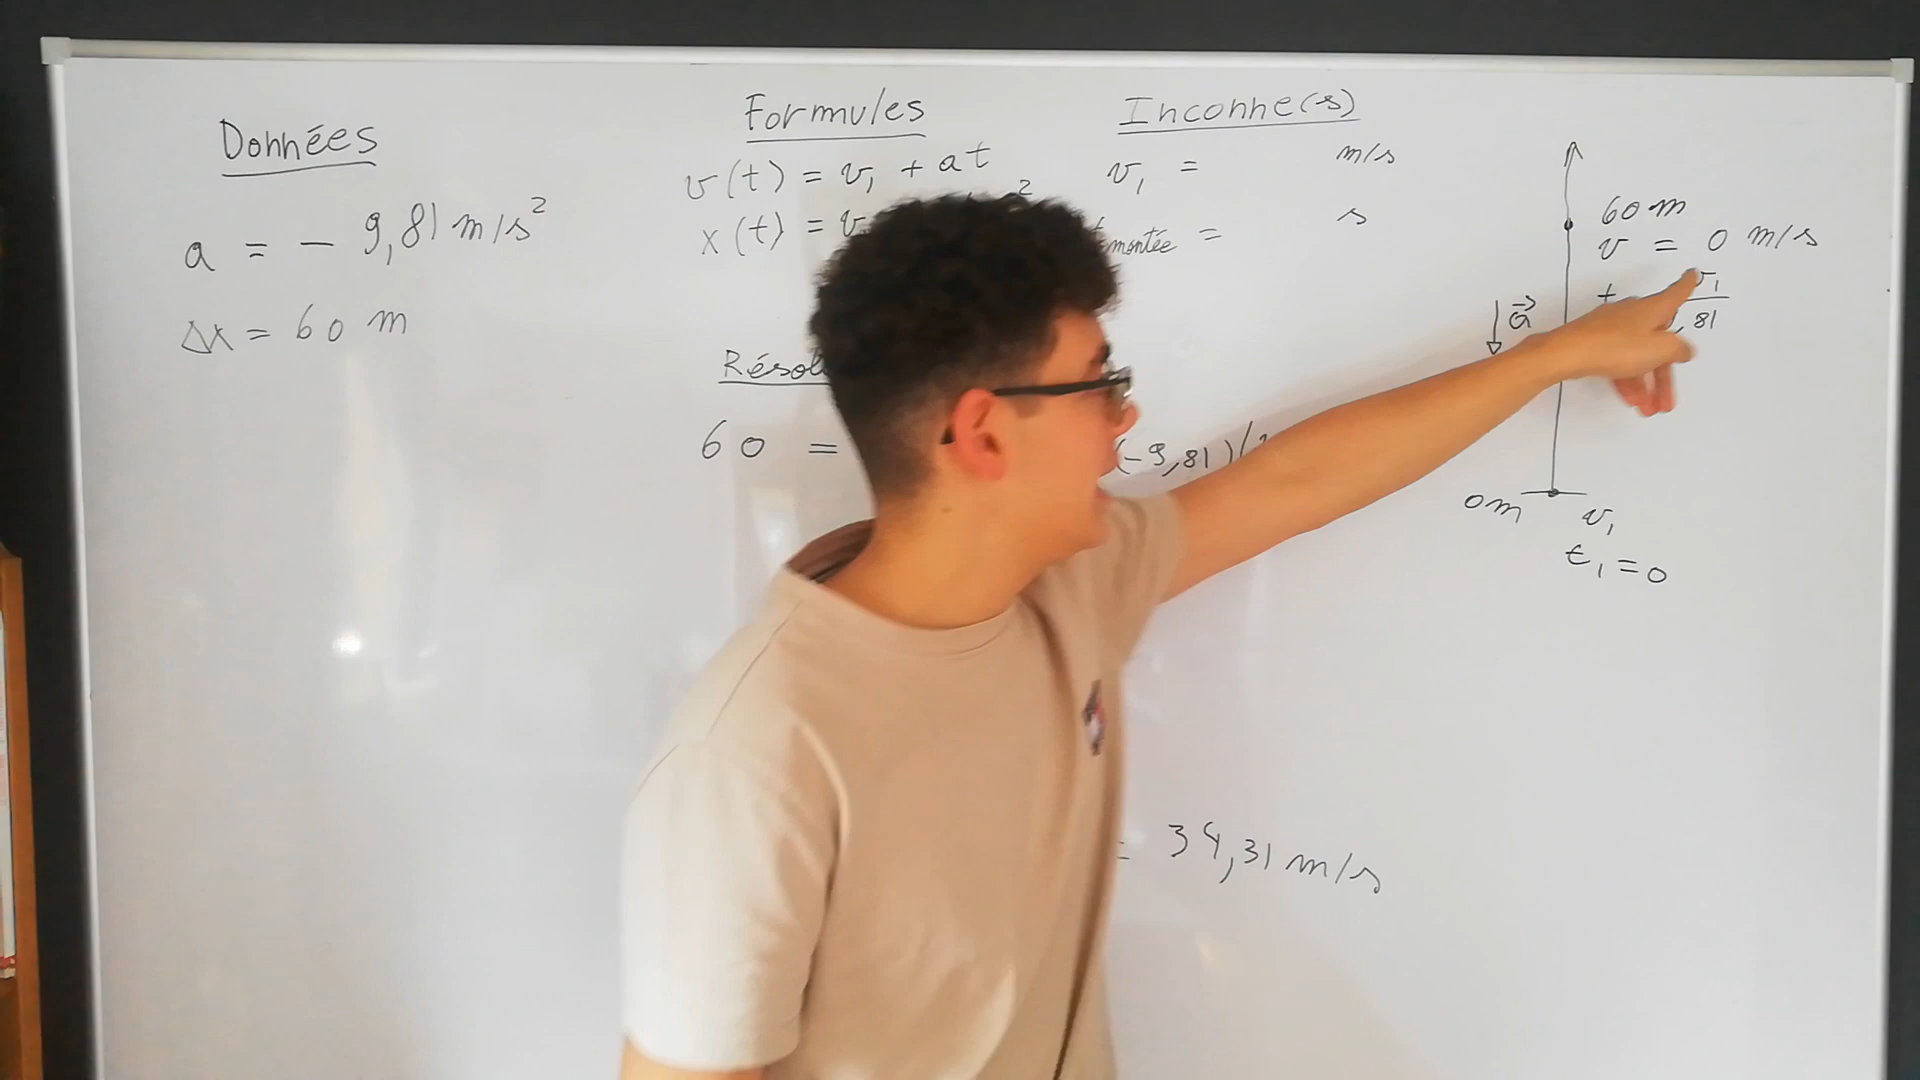 Données
a = - 9,81 m/s²
Δx = 60 m
Formules
v(t) = v₁ + at
x(t) = v
2
Inconnue(s)
v₁ = m/s
montée = s
60 =
(-9,81)
= 34,31 m/s
60 m
v = 0 m/s
t
v₁
,81
a⃗
0m
v₁
t₁ = 0